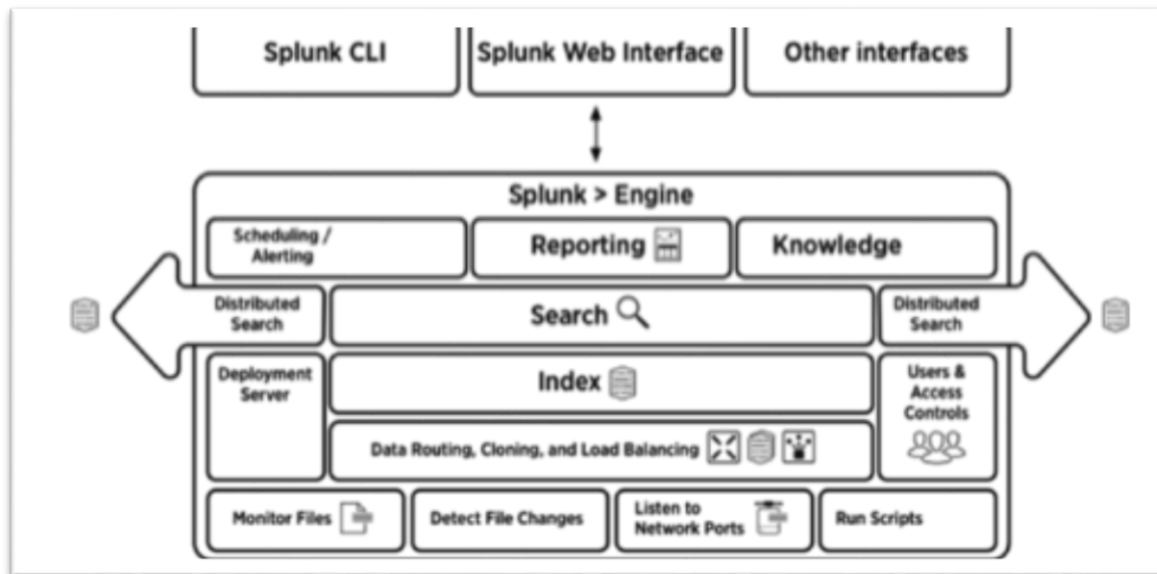 Splunk CLI
Splunk Web Interface
Other interfaces
Splunk > Engine
Scheduling /
Alerting
Reporting
Knowledge
Distributed
Search
Search
Distributed
Search
Deployment
Server
Index
Users &
Access
Controls
Data Routing, Cloning, and Load Balancing
Monitor Files
Detect File Changes
Listen to
Network Ports
Run Scripts